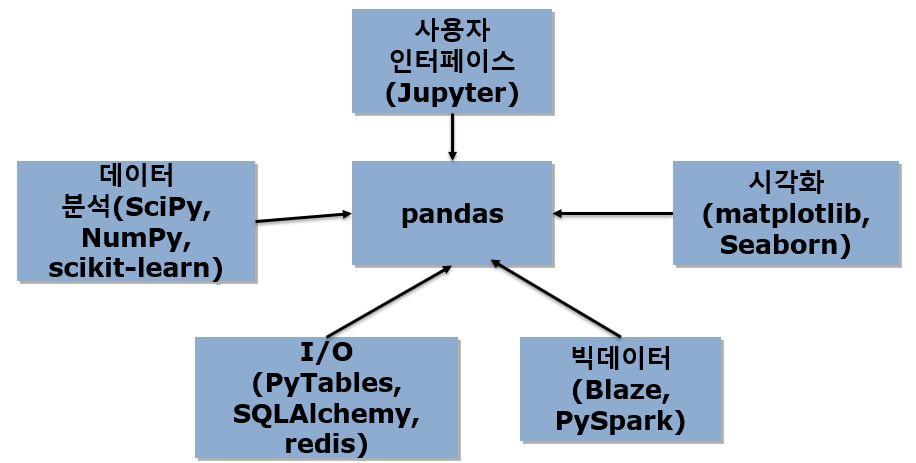 사용자
인터페이스
(Jupyter)
데이터
분석(SciPy,
NumPy,
scikit-learn)
pandas
시각화
(matplotlib,
Seaborn)
I/O
(PyTables,
SQLAlchemy,
redis)
빅데이터
(Blaze,
PySpark)